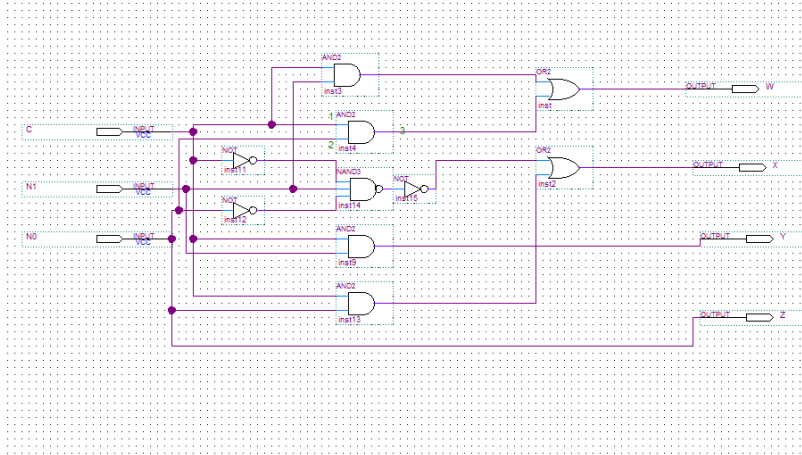 AND2
inst3
OR2
inst
OUTPUT
W
C
INPUT
VCC
1
AND2
2
3
inst4
NOT
inst11
OR2
inst2
OUTPUT
X
N1
INPUT
VCC
NAND3
inst14
NOT
inst15
NOT
inst12
N0
INPUT
VCC
AND2
inst9
OUTPUT
Y
AND2
inst13
OUTPUT
Z